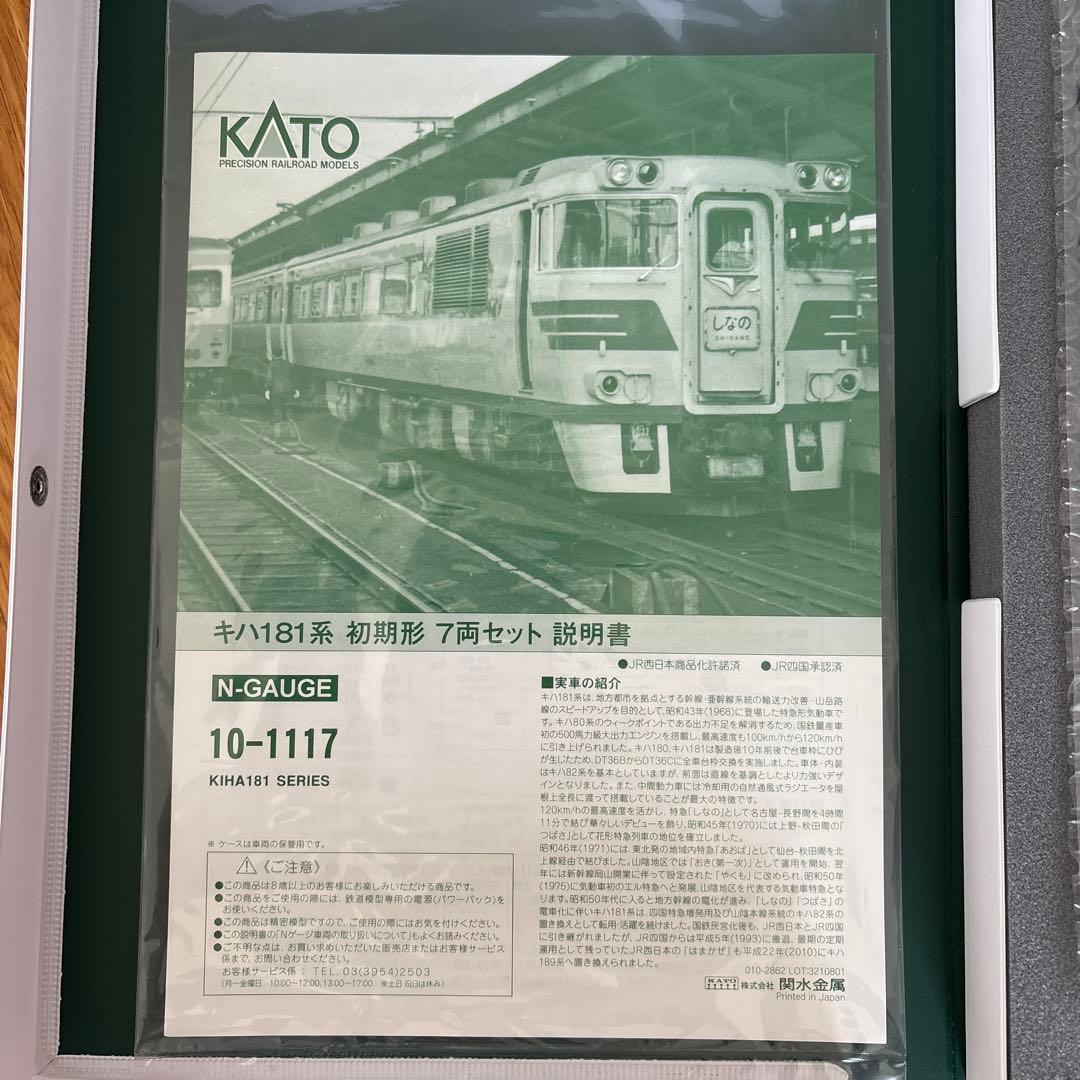 KATO
PRECISION RAILROAD MODELS
しなの
SHINANO
キハ181系 初期形 7両セット 説明書
●JR西日本商品化許諾済 ●JR四国承認済
N-GAUGE
10-1117
KIHA181 SERIES
■実車の紹介
キハ181系は、地方都市を拠点とする幹線・亜幹線系統の輸送力改善・山岳路
線のスピードアップを目的として、昭和43年(1968)に登場した特急形気動車で
す。キハ80系のウィークポイントである出力不足を解消するため、国鉄量産車
初の500馬力級大出力エンジンを搭載し、最高速度も100km/hから120km/h
に引き上げられました。キハ180、キハ181は製造後10年前後で台車枠にひび
が生じたため、DT36BからDT36Cに全車台枠交換を実施しました。車体・内装
はキハ82系を基本としていますが、前面は直線を基調としたより力強いデザ
インとなりました。また、中間動力車には冷却用の自然通風式ラジエータを屋
根上全長に渡って搭載していることが最大の特徴です。
120km/hの最高速度を活かし、特急「しなの」として名古屋-長野間を4時間
11分で結び華々しいデビューを飾り、昭和45年(1970)には上野-秋田間の「
つばさ」として花形特急列車の地位を確立しました。
昭和46年(1971)には、東北発の地域内特急「あおば」として仙台-秋田間を北
上線経由で結びました。山陰地区では「おき(第一次)」として運用を開始、翌
年には新幹線岡山開業に伴って設定された「やくも」に改められ、昭和50年
(1975)に気動車初のエル特急へと発展、山陰地区を代表する気動車特急とな
ります。昭和50年代に入ると地方幹線の電化が進み、「しなの」「つばさ」の
電車化に伴いキハ181系は、四国特急増発用及び山陰本線系統のキハ82系の
置き換えとして転用・活躍を続けました。国鉄民営化後も、JR西日本とJR四国
に引き継がれましたが、JR四国からは平成5年(1993)に撤退、最期の定期
運用として残っていたJR西日本の「はまかぜ」も平成22年(2010)にキハ
189系へ置き換えられました。
※ ケースは車両の保管用です。
《ご注意》
●この商品は8歳以上のお客様にお楽しみいただける商品です。
●この商品をご使用の際には、鉄道模型専用の電源(パワーパック)を
お使いください。
●この商品は精密模型ですので、ご使用の際にはお気を付けください。
●この説明書の「Nゲージ車両の取り扱いについて」もよくお読みください。
●ご不明な点は、お買い求めいただいた販売店またはお客様サービス
係まで、お問い合わせください。
お客様サービス係: TEL. 03(3954)2503
(月〜金曜日 10:00〜12:00、13:00〜17:00 ※土日・祝日は休み)
010-2862 LOT:3210801
KATO 株式会社 関水金属
Printed in Japan